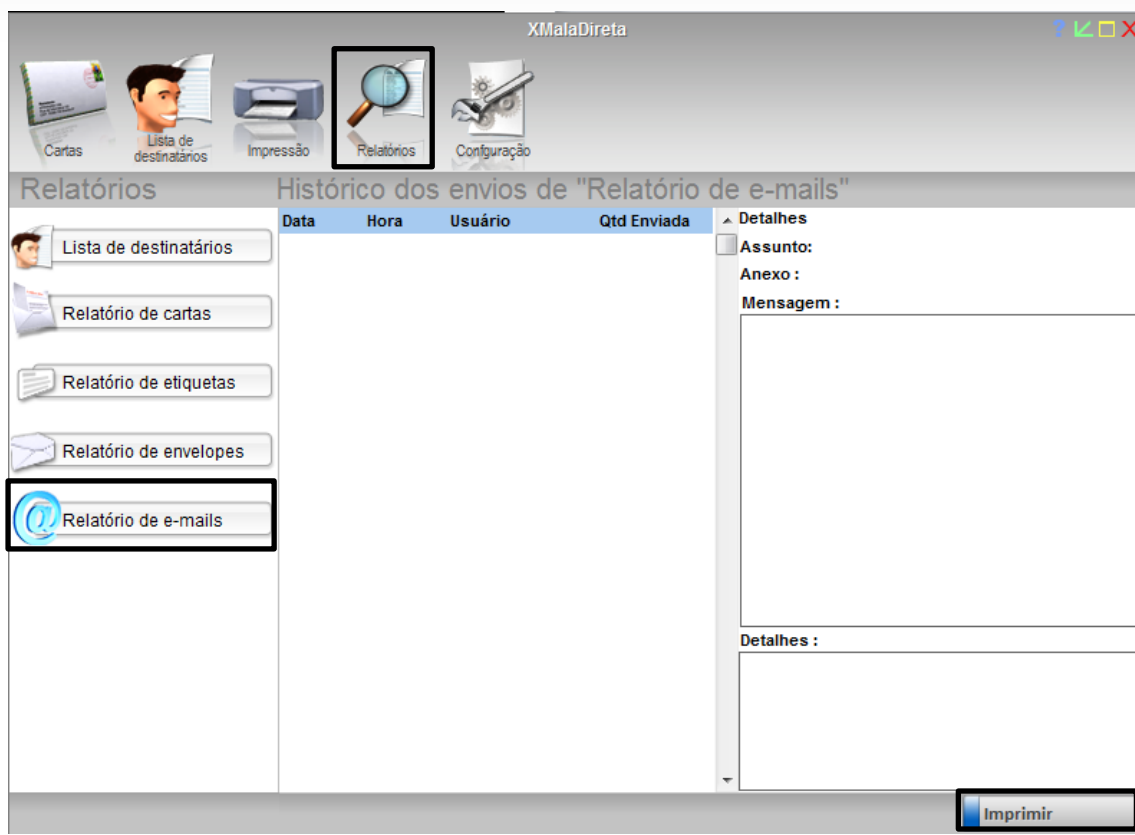 XMalaDireta
? X
Cartas
Lista de
destinatários
Impressão
Relatórios
Confguração
Relatórios
Histórico dos envios de "Relatório de e-mails"
Lista de destinatários
Relatório de cartas
Relatório de etiquetas
Relatório de envelopes
@ Relatório de e-mails
Data Hora Usuário Qtd Enviada
Detalhes
Assunto:
Anexo :
Mensagem :
Detalhes :
Imprimir